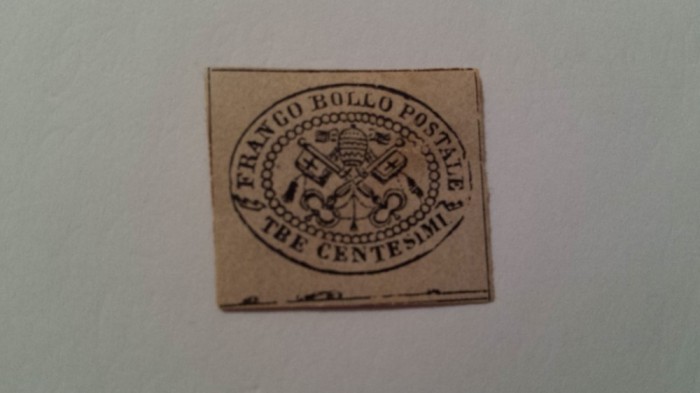 FRANCO BOLLO POSTALE
TRE CENTESIMI